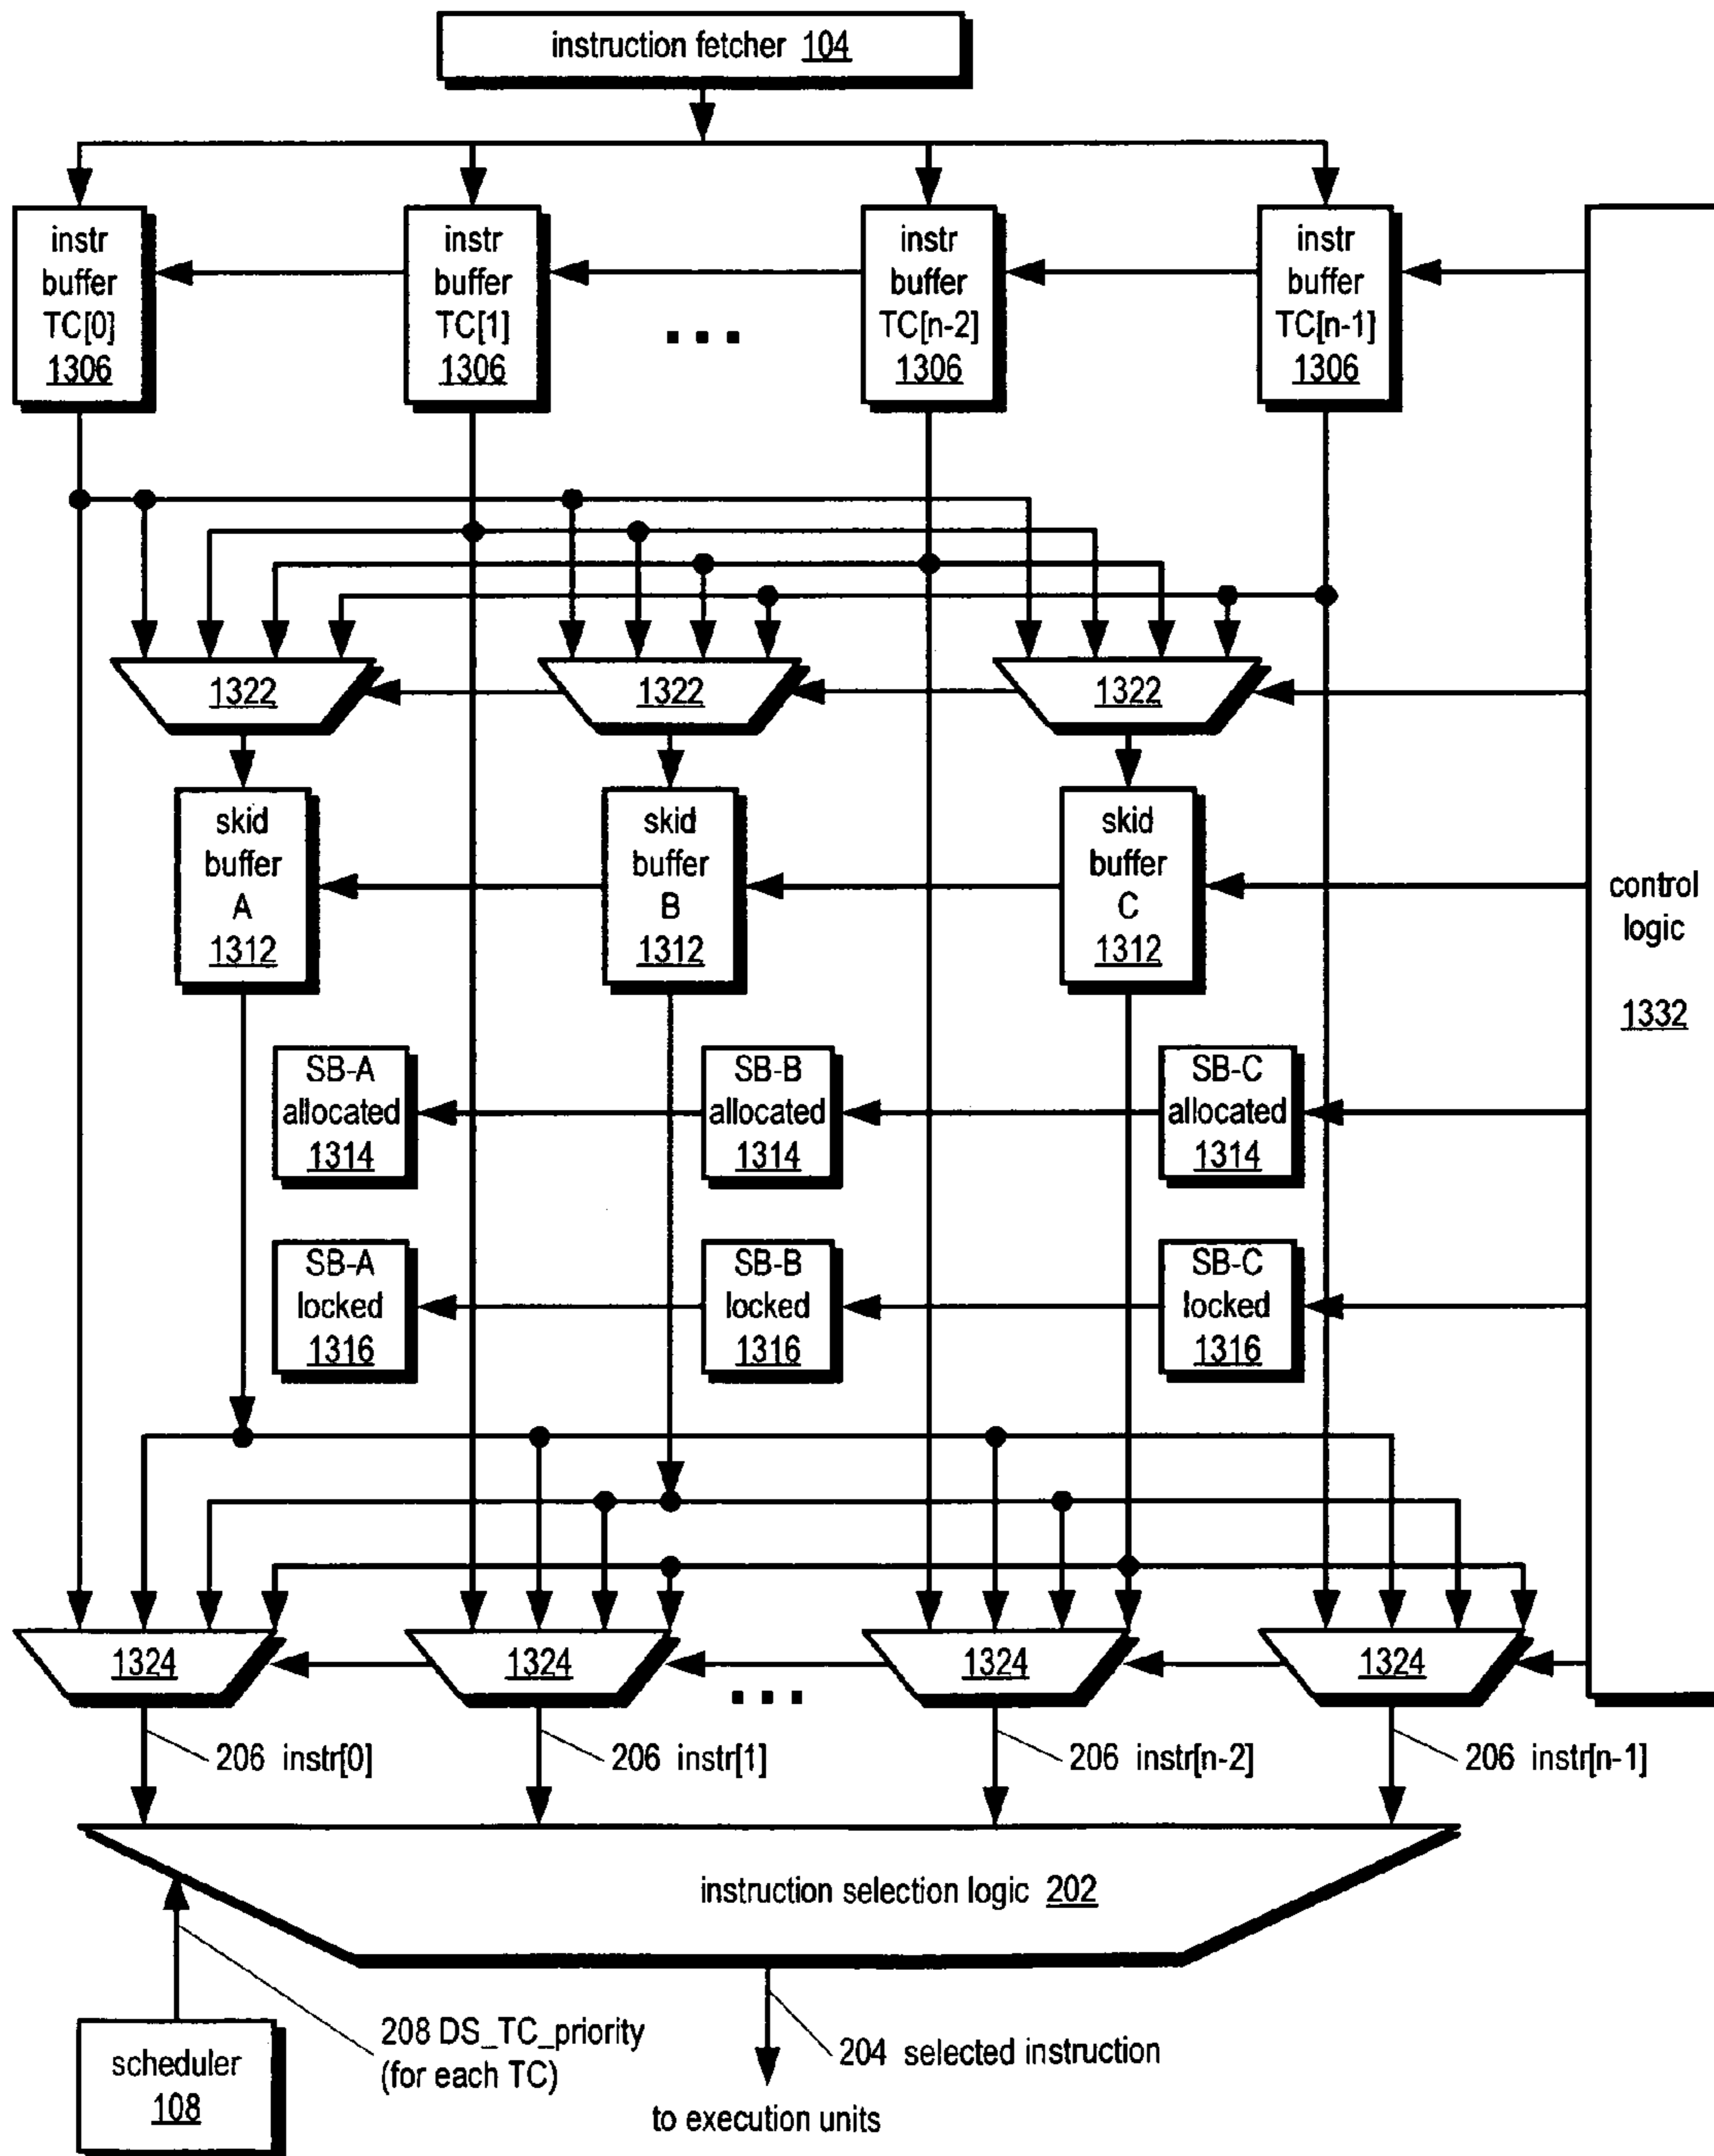 instruction fetcher 104
instr
buffer
TC[0]
1306
instr
buffer
TC[1]
1306
...
instr
buffer
TC[n-2]
1306
instr
buffer
TC[n-1]
1306
1322
1322
1322
skid
buffer
A
1312
skid
buffer
B
1312
skid
buffer
C
1312
control
logic
1332
SB-A
allocated
1314
SB-B
allocated
1314
SB-C
allocated
1314
SB-A
locked
1316
SB-B
locked
1316
SB-C
locked
1316
1324
1324
...
1324
1324
206 instr[0]
206 instr[1]
206 instr[n-2]
206 instr[n-1]
instruction selection logic 202
208 DS_TC_priority
(for each TC)
204 selected instruction
scheduler
108
to execution units